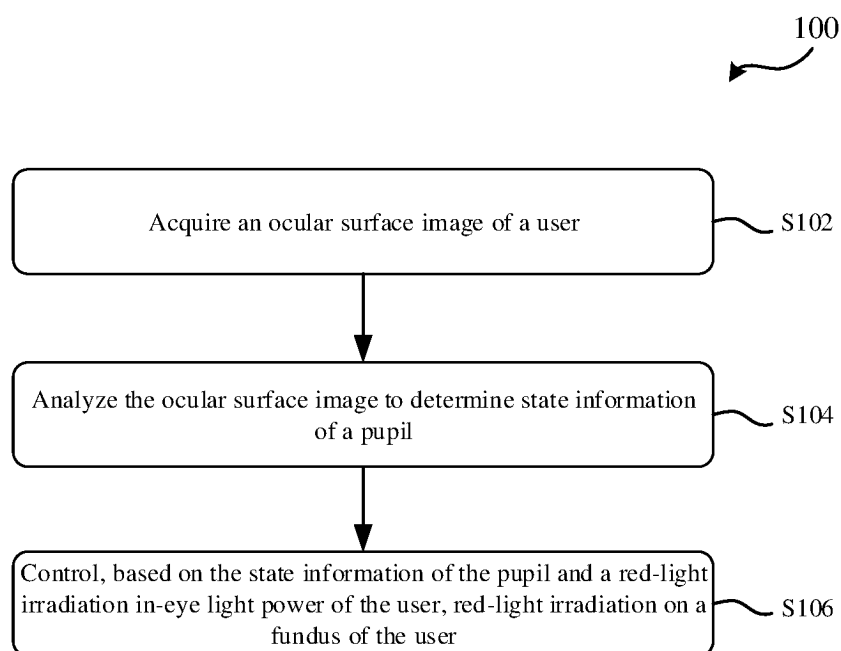 100
Acquire an ocular surface image of a user
S102
Analyze the ocular surface image to determine state information
of a pupil
S104
Control, based on the state information of the pupil and a red-light
irradiation in-eye light power of the user, red-light irradiation on a
fundus of the user
S106